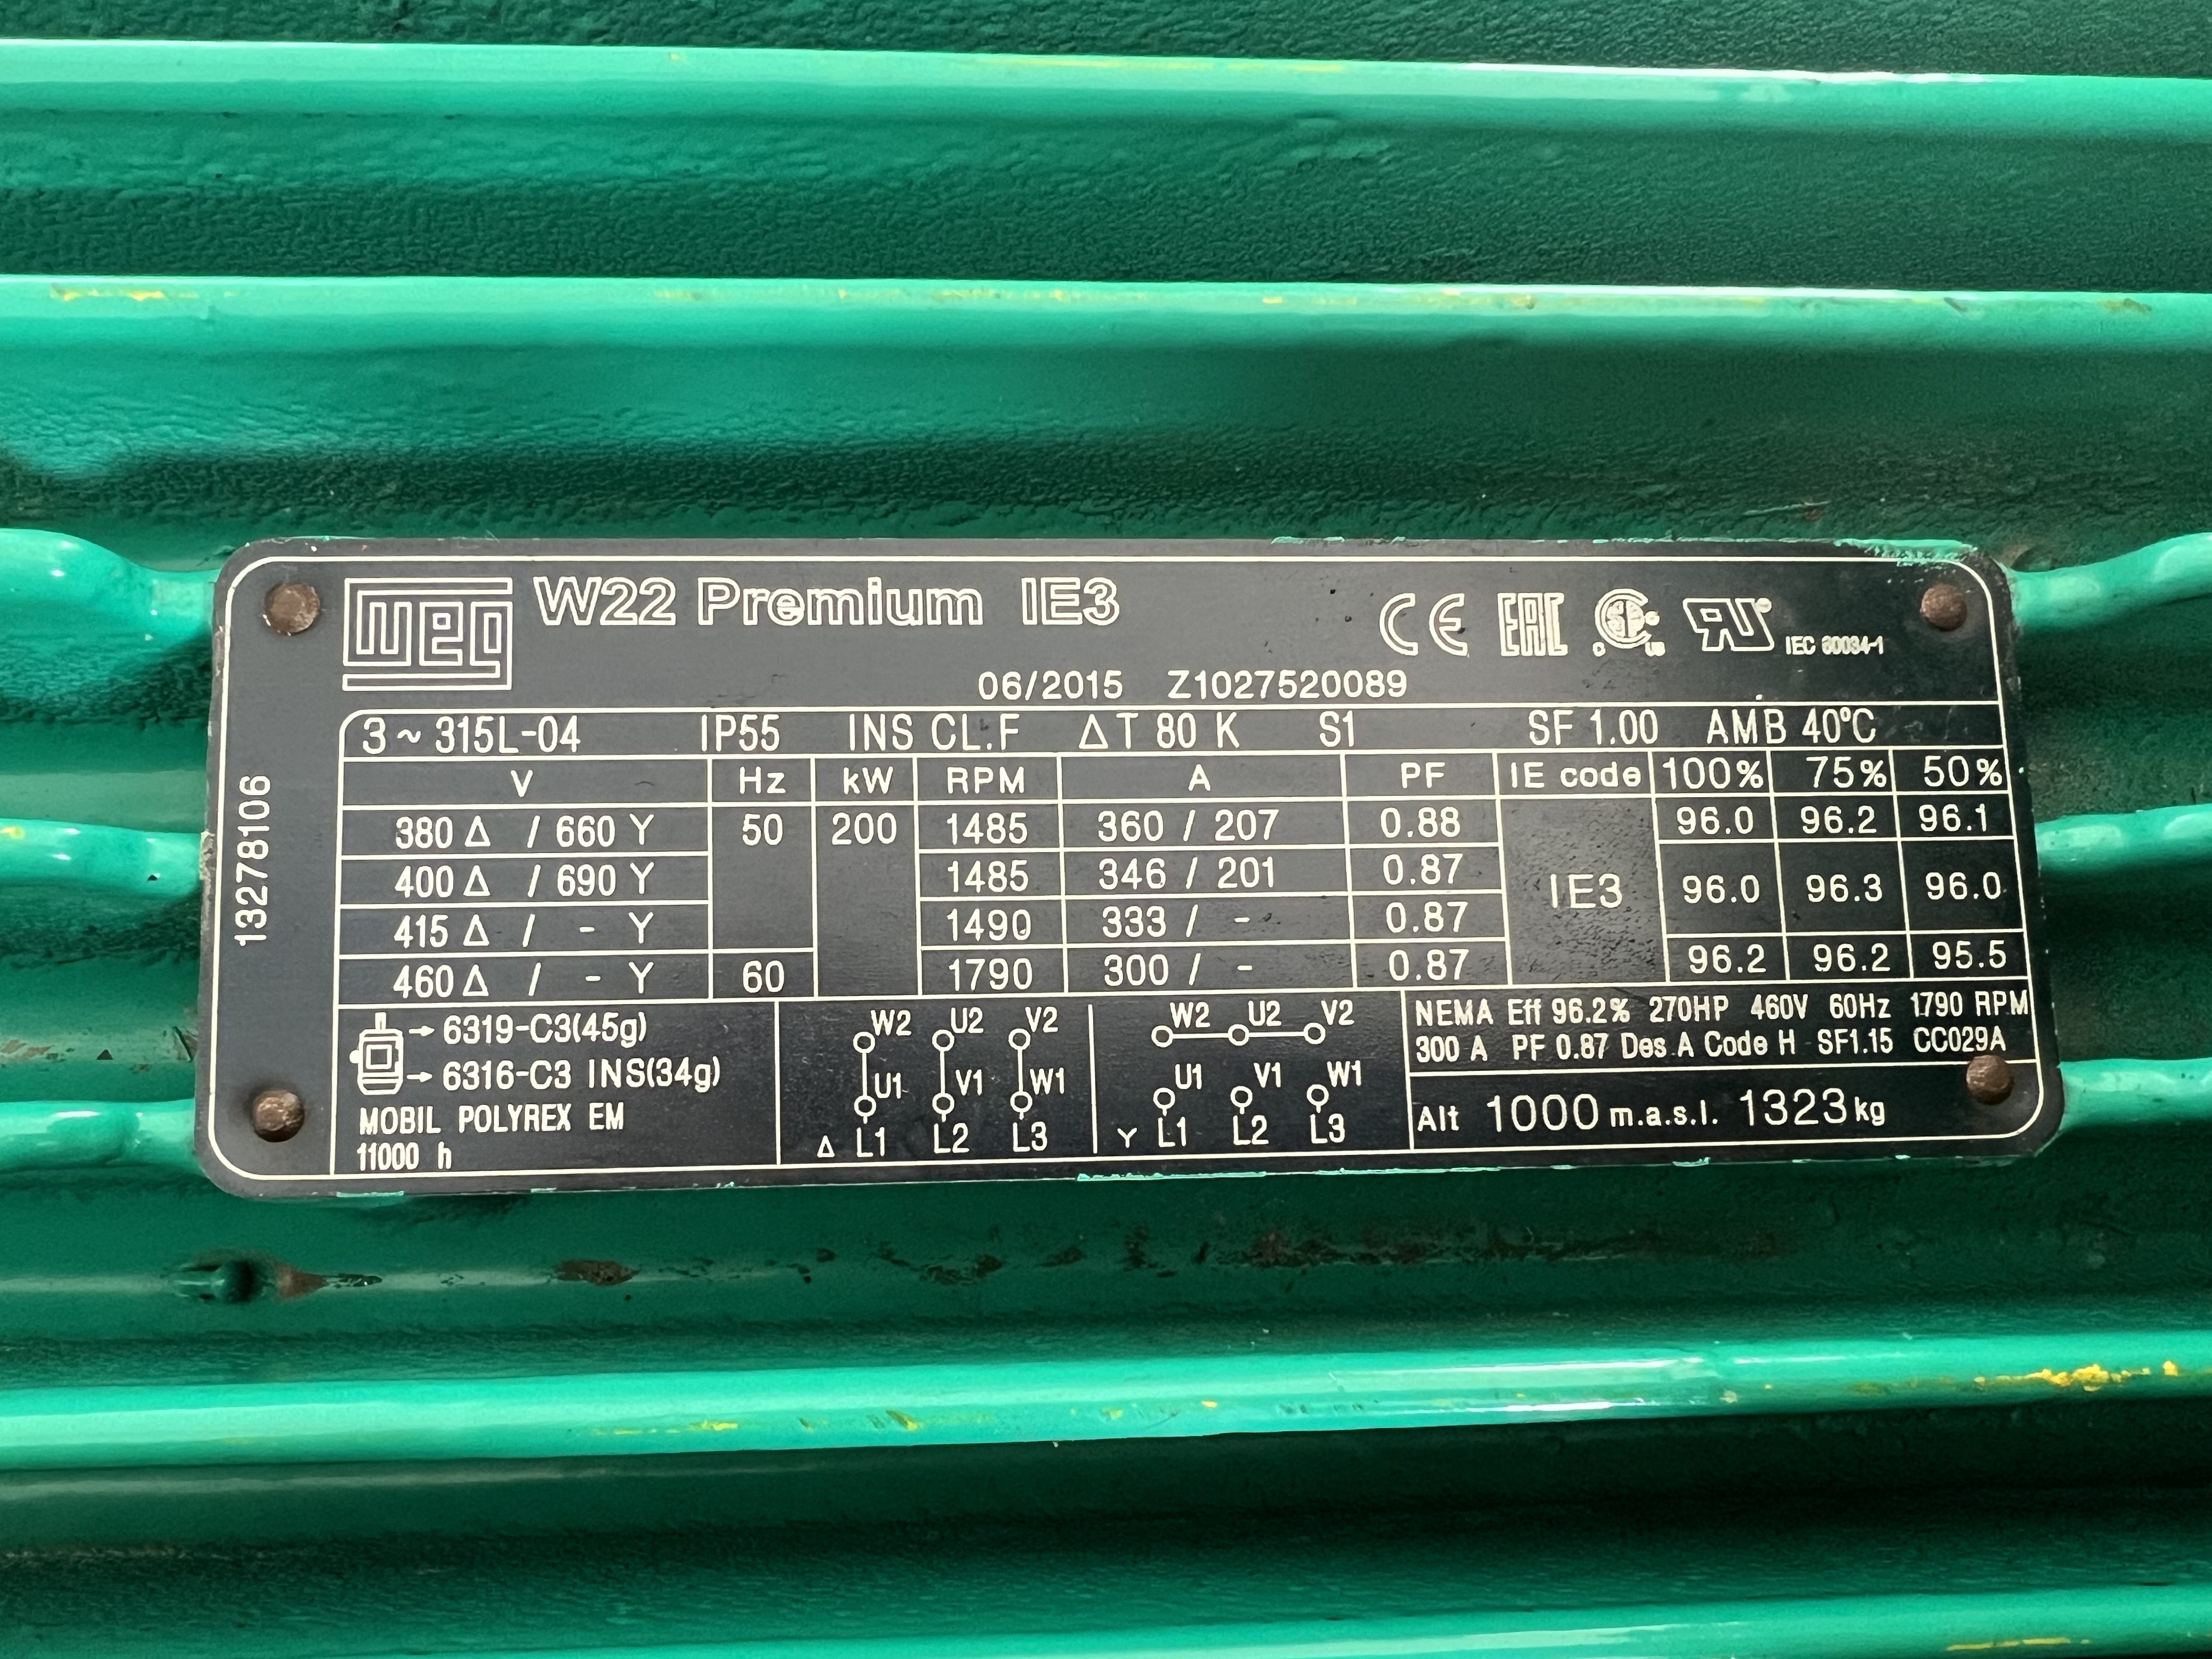 weg W22 Premium IE3
CE EAC SP C US RU IEC 60034-1
06/2015 Z1027520089
13278106
3 ~ 315L-04 IP55 INS CL.F ΔT 80 K S1 SF 1.00 AMB 40°C
V Hz kW RPM A PF IE code 100% 75% 50%
380 Δ / 660 Y 50 200 1485 360 / 207 0.88 IE3 96.0 96.2 96.1
400 Δ / 690 Y 1485 346 / 201 0.87 96.0 96.3 96.0
415 Δ / - Y 1490 333 / - 0.87
460 Δ / - Y 60 1790 300 / - 0.87 96.2 96.2 95.5
→ 6319-C3(45g)
→ 6316-C3 INS(34g)
MOBIL POLYREX EM
11000 h
W2 U2 V2
U1 V1 W1
Δ L1 L2 L3
W2 U2 V2
U1 V1 W1
Y L1 L2 L3
NEMA Eff 96.2% 270HP 460V 60Hz 1790 RPM
300 A PF 0.87 Des A Code H SF1.15 CC029A
Alt 1000 m.a.s.l. 1323kg